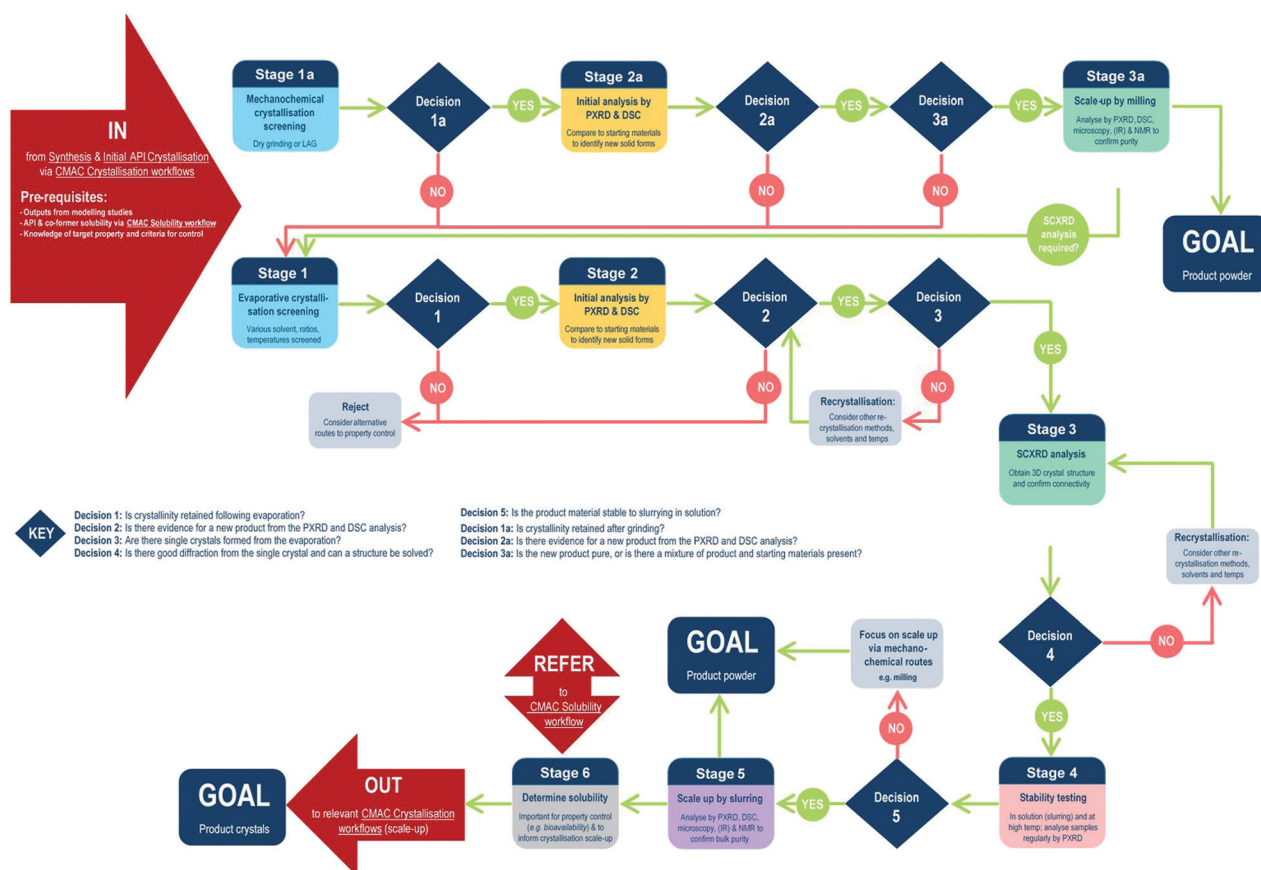 IN
from Synthesis & Initial API Crystallisation
via CMAC Crystallisation workflows
Pre-requisites:
- Outputs from modelling studies
- API & co-former solubility via CMAC Solubility workflow
- Knowledge of target property and criteria for control
Stage 1a
Mechanochemical
crystallisation screening
Dry grinding or LAG
Decision
1a
YES
NO
Stage 2a
Initial analysis by
PXRD & DSC
Compare to starting materials
to identify new solid forms
Decision
2a
YES
NO
Decision
3a
YES
NO
Stage 3a
Scale-up by milling
Analyse by PXRD, DSC,
microscopy, (IR) & NMR to
confirm purity
SCXRD
analysis
required?
GOAL
Product powder
Stage 1
Evaporative crystalli-
sation screening
Various solvent, ratios,
temperatures screened
Decision
1
YES
NO
Stage 2
Initial analysis by
PXRD & DSC
Compare to starting materials
to identify new solid forms
Decision
2
YES
NO
Decision
3
YES
NO
Reject
Consider alternative
routes to property control
Recrystallisation:
Consider other re-
crystallisation methods,
solvents and temps
Stage 3
SCXRD analysis
Obtain 3D crystal structure
and confirm connectivity
KEY
Decision 1: Is crystallinity retained following evaporation?
Decision 2: Is there evidence for a new product from the PXRD and DSC analysis?
Decision 3: Are there single crystals formed from the evaporation?
Decision 4: Is there good diffraction from the single crystal and can a structure be solved?
Decision 5: Is the product material stable to slurrying in solution?
Decision 1a: Is crystallinity retained after grinding?
Decision 2a: Is there evidence for a new product from the PXRD and DSC analysis?
Decision 3a: Is the new product pure, or is there a mixture of product and starting materials present?
Recrystallisation:
Consider other re-
crystallisation methods,
solvents and temps
Decision
4
NO
YES
GOAL
Product powder
Focus on scale up
via mechano-
chemical routes
e.g. milling
NO
REFER
to
CMAC Solubility
workflow
GOAL
Product crystals
OUT
to relevant CMAC Crystallisation
workflows (scale-up)
Stage 6
Determine solubility
Important for property control
(e.g. bioavailability) & to
inform crystallisation scale-up
Stage 5
Scale up by slurring
Analyse by PXRD, DSC,
microscopy, (IR) & NMR to
confirm bulk purity
YES
Decision
5
Stage 4
Stability testing
In solution (slurring) and at
high temp; analyse samples
regularly by PXRD